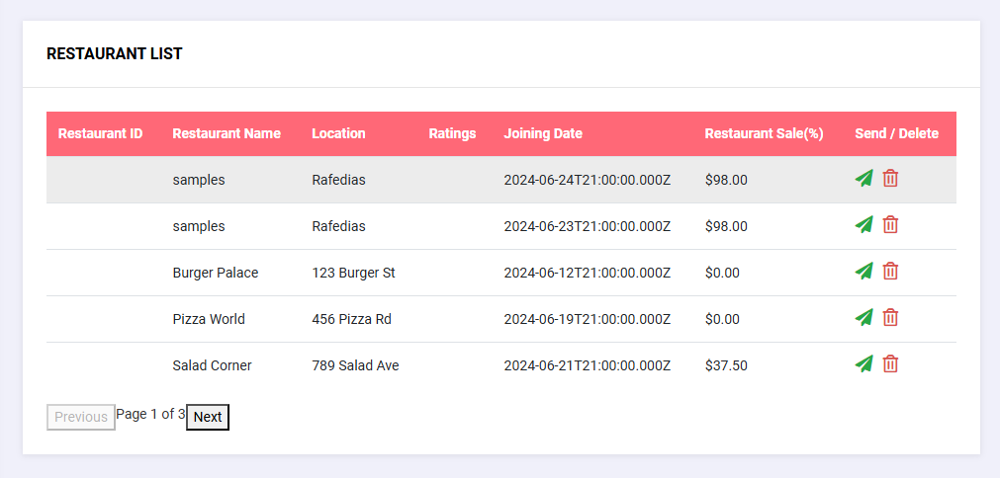 RESTAURANT LIST
Restaurant ID Restaurant Name Location Ratings Joining Date Restaurant Sale(%) Send / Delete
samples Rafedias 2024-06-24T21:00:00.000Z $98.00
samples Rafedias 2024-06-23T21:00:00.000Z $98.00
Burger Palace 123 Burger St 2024-06-12T21:00:00.000Z $0.00
Pizza World 456 Pizza Rd 2024-06-19T21:00:00.000Z $0.00
Salad Corner 789 Salad Ave 2024-06-21T21:00:00.000Z $37.50
Previous Page 1 of 3 Next